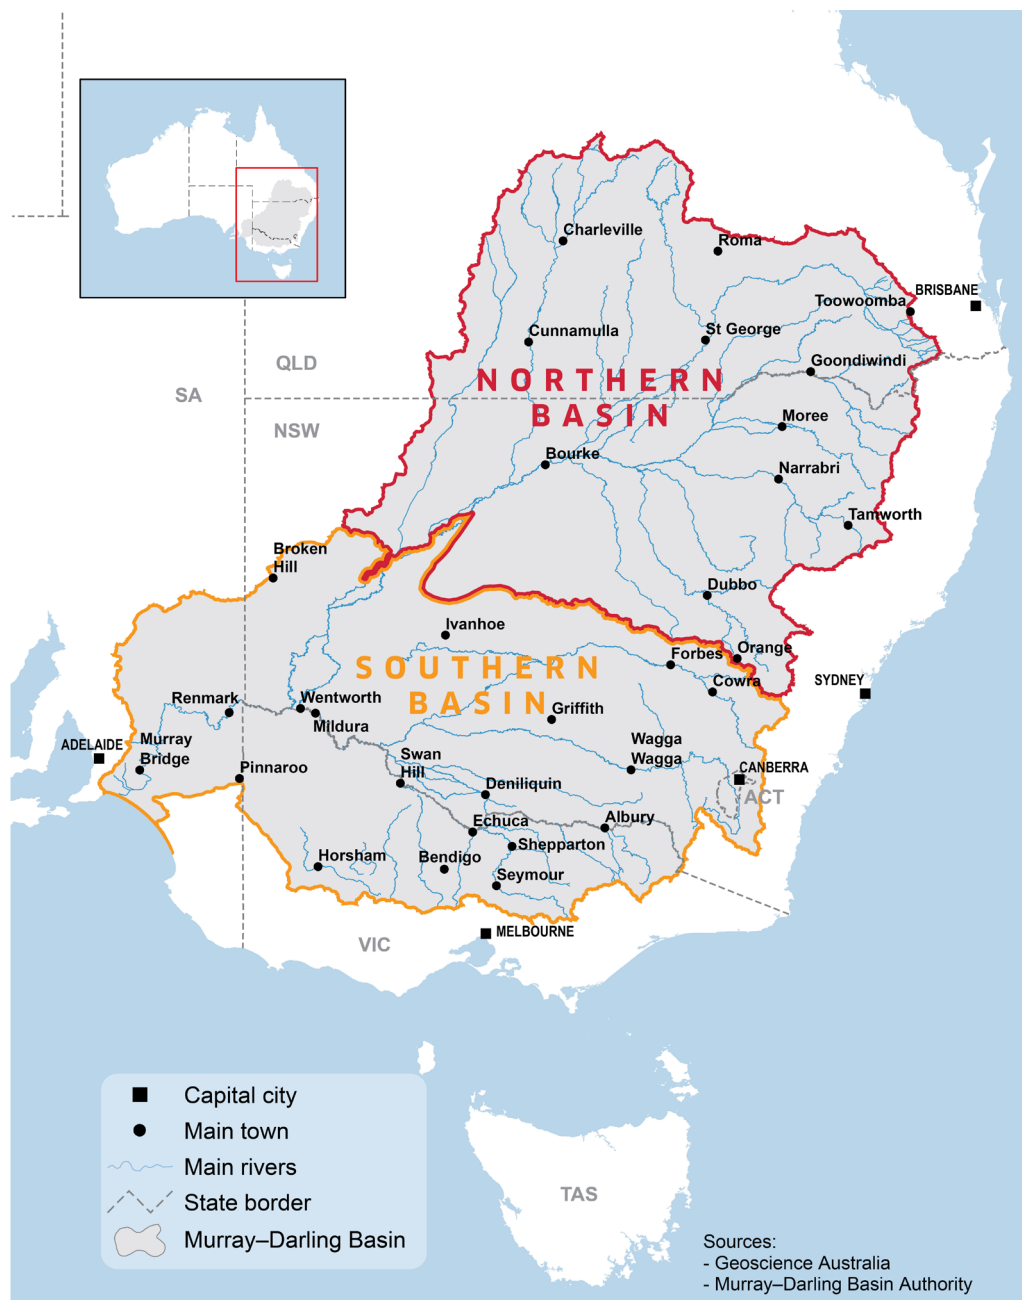 Charleville
Roma
BRISBANE
Toowoomba
Cunnamulla
St George
QLD
Goondiwindi
SA
NORTHERN
BASIN
NSW
Moree
Bourke
Narrabri
Tamworth
Broken
Hill
Dubbo
Ivanhoe
Orange
Forbes
SOUTHERN
BASIN
SYDNEY
Cowra
Renmark
Wentworth
Griffith
Mildura
ADELAIDE
Murray
Bridge
Wagga
Wagga
Swan
Hill
Pinnaroo
CANBERRA
ACT
Deniliquin
Echuca
Albury
Shepparton
Horsham
Bendigo
Seymour
MELBOURNE
VIC
Capital city
Main town
Main rivers
State border
Murray–Darling Basin
TAS
Sources:
- Geoscience Australia
- Murray–Darling Basin Authority